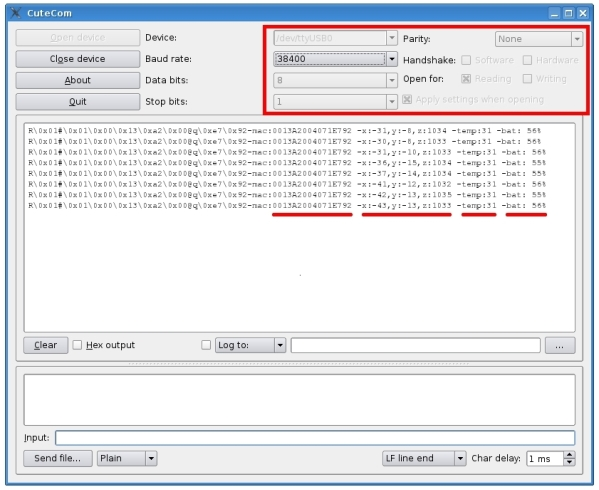 CuteCom
Open device Device: /dev/ttyUSB0 Parity: None
Close device Baud rate: 38400 Handshake: Software Hardware
About Data bits: 8 Open for: Reading Writing
Quit Stop bits: 1 Apply settings when opening
R\0x01#\0x01\0x00\0x13\0xa2\0x00@q\0xe7\0x92-mac:0013A2004071E792 -x:-31,y:-8,z:1034 -temp:31 -bat: 56%
R\0x01#\0x01\0x00\0x13\0xa2\0x00@q\0xe7\0x92-mac:0013A2004071E792 -x:-30,y:-8,z:1033 -temp:31 -bat: 56%
R\0x01#\0x01\0x00\0x13\0xa2\0x00@q\0xe7\0x92-mac:0013A2004071E792 -x:-31,y:-10,z:1033 -temp:31 -bat: 55%
R\0x01#\0x01\0x00\0x13\0xa2\0x00@q\0xe7\0x92-mac:0013A2004071E792 -x:-36,y:-15,z:1034 -temp:31 -bat: 55%
R\0x01#\0x01\0x00\0x13\0xa2\0x00@q\0xe7\0x92-mac:0013A2004071E792 -x:-37,y:-14,z:1034 -temp:31 -bat: 55%
R\0x01#\0x01\0x00\0x13\0xa2\0x00@q\0xe7\0x92-mac:0013A2004071E792 -x:-41,y:-12,z:1032 -temp:31 -bat: 56%
R\0x01#\0x01\0x00\0x13\0xa2\0x00@q\0xe7\0x92-mac:0013A2004071E792 -x:-42,y:-13,z:1035 -temp:31 -bat: 55%
R\0x01#\0x01\0x00\0x13\0xa2\0x00@q\0xe7\0x92-mac:0013A2004071E792 -x:-43,y:-13,z:1033 -temp:31 -bat: 56%
Clear Hex output Log to: ...
Input:
Send file... Plain LF line end Char delay: 1 ms